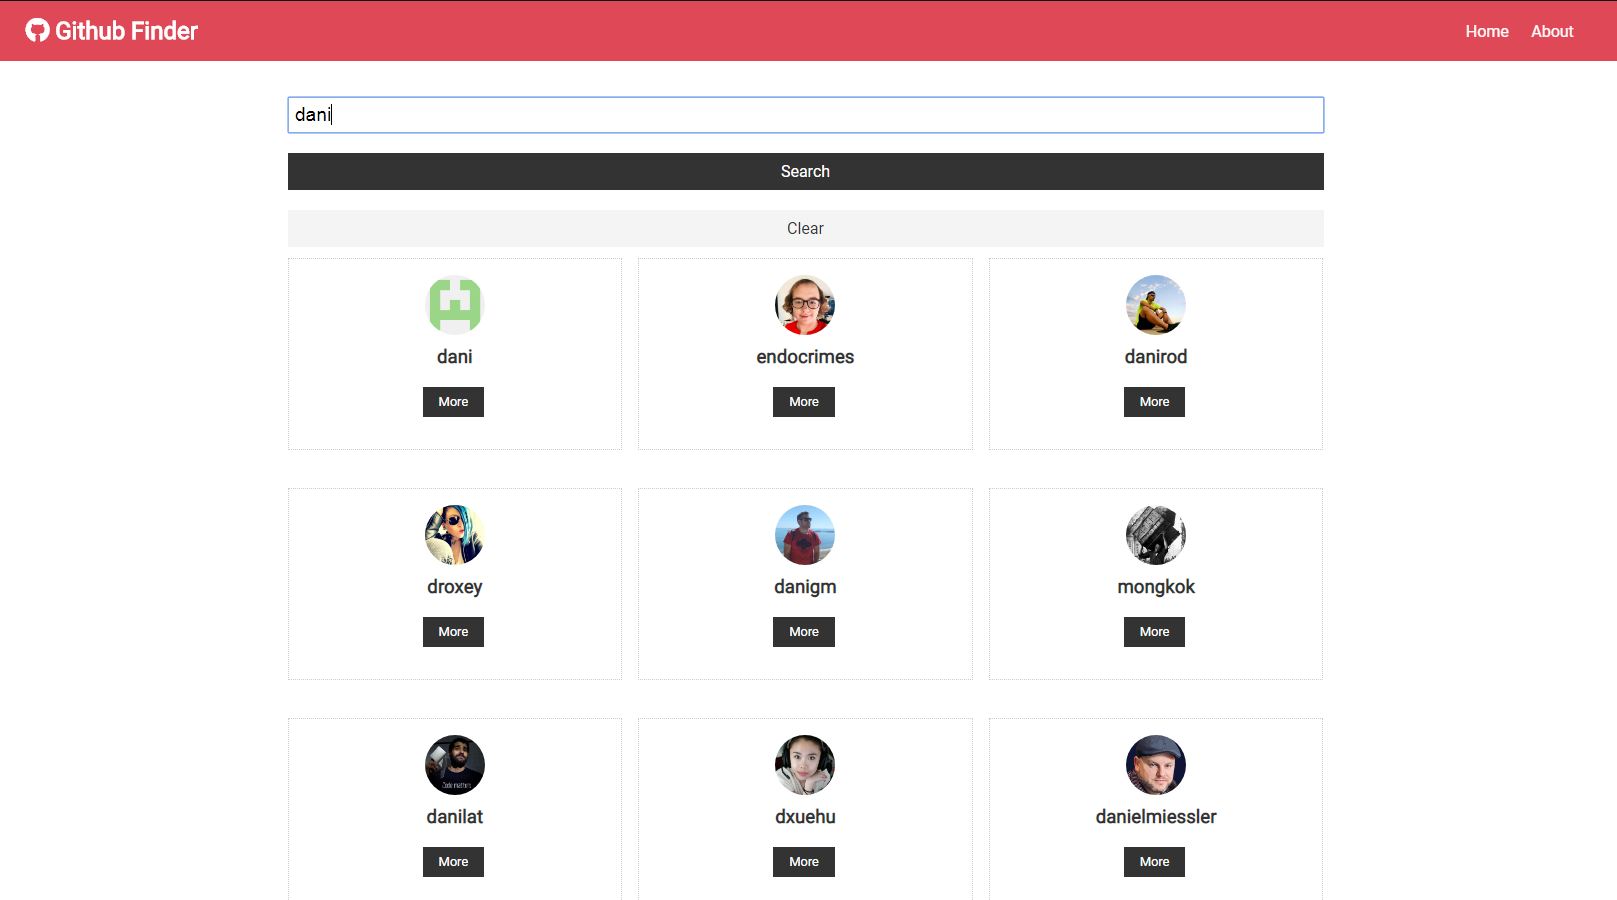 Github Finder
Home About
dani
Search
Clear
dani endocrimes danirod
More More More
droxey danigm mongkok
More More More
danilat dxuehu danielmiessler
More More More